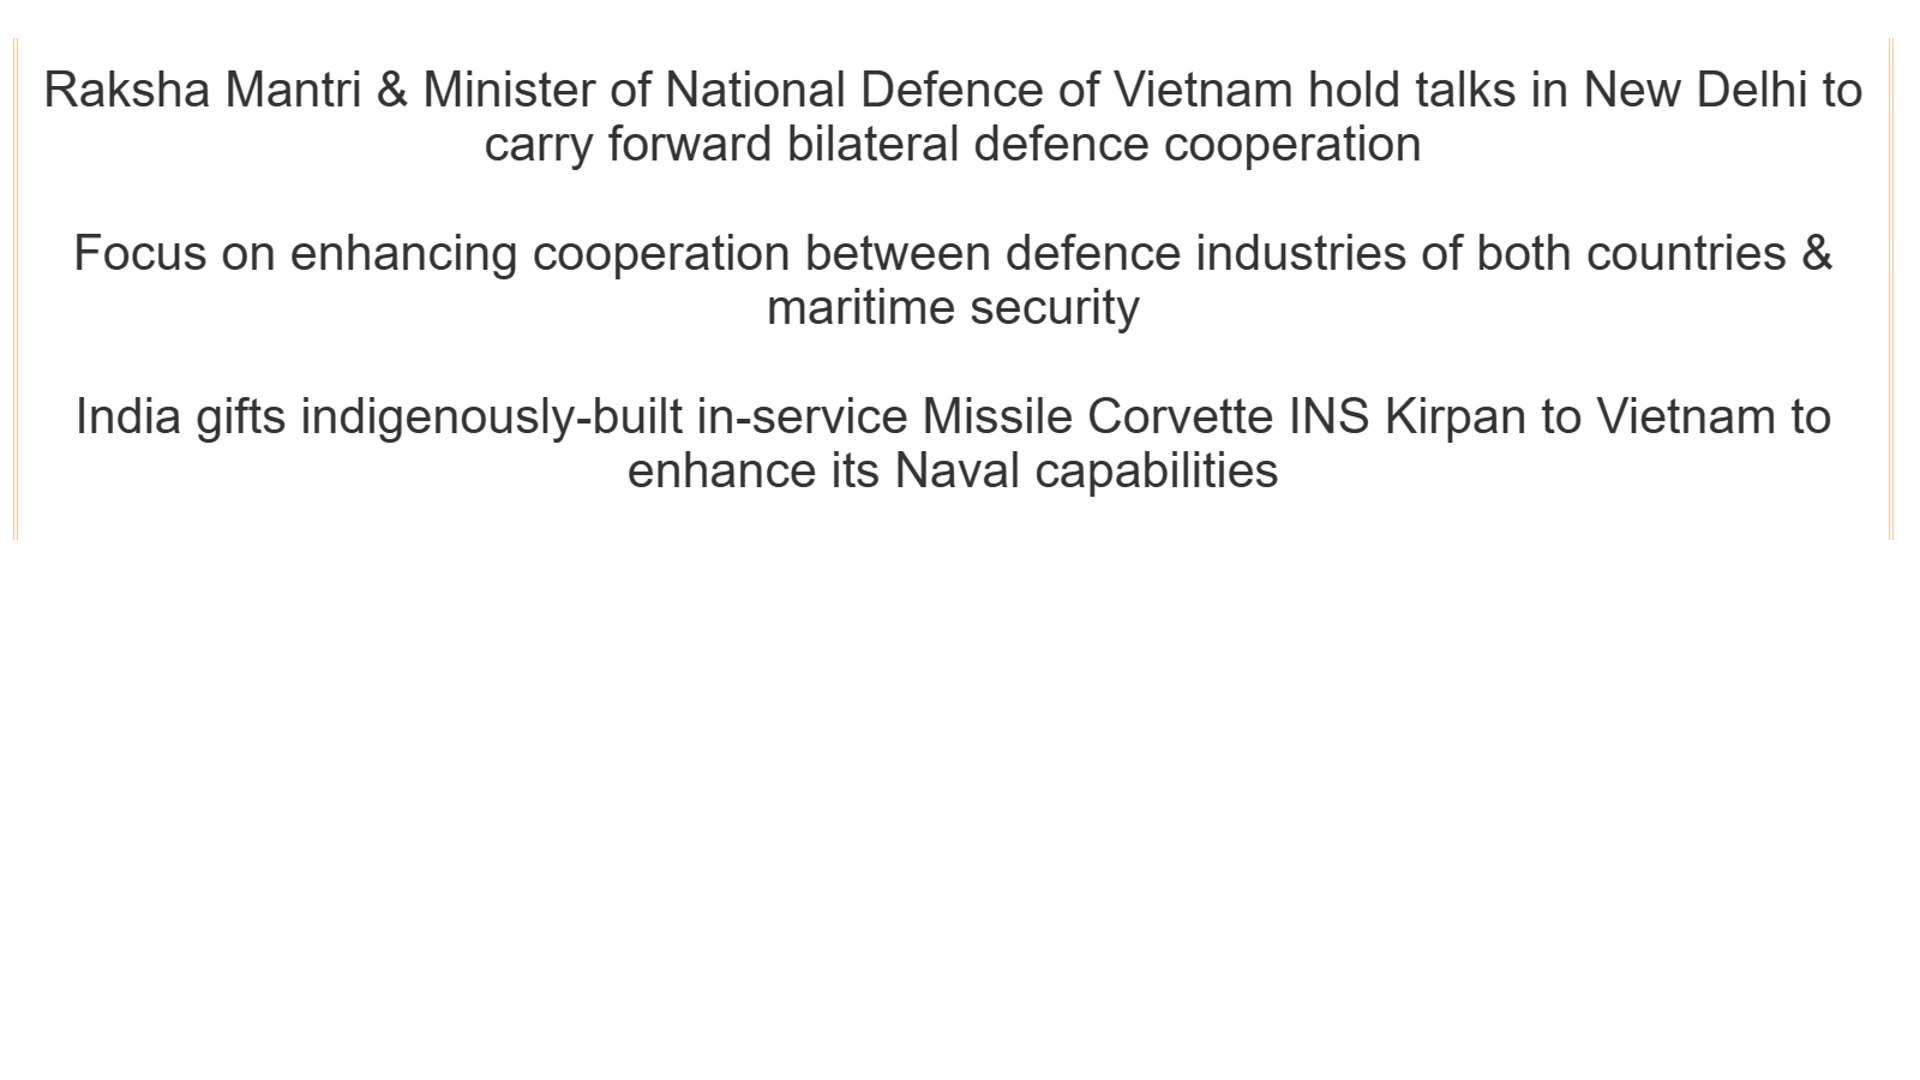 Raksha Mantri & Minister of National Defence of Vietnam hold talks in New Delhi to
carry forward bilateral defence cooperation
Focus on enhancing cooperation between defence industries of both countries &
maritime security
India gifts indigenously-built in-service Missile Corvette INS Kirpan to Vietnam to
enhance its Naval capabilities